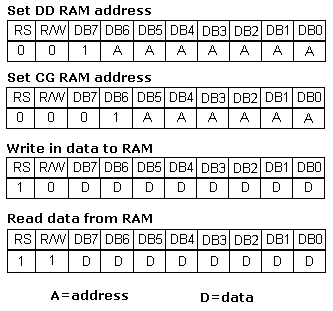 Set DD RAM address
RS R/W DB7 DB6 DB5 DB4 DB3 DB2 DB1 DB0
0 0 1 A A A A A A A
Set CG RAM address
RS R/W DB7 DB6 DB5 DB4 DB3 DB2 DB1 DB0
0 0 0 1 A A A A A A
Write in data to RAM
RS R/W DB7 DB6 DB5 DB4 DB3 DB2 DB1 DB0
1 0 D D D D D D D D
Read data from RAM
RS R/W DB7 DB6 DB5 DB4 DB3 DB2 DB1 DB0
1 1 D D D D D D D D
A=address D=data